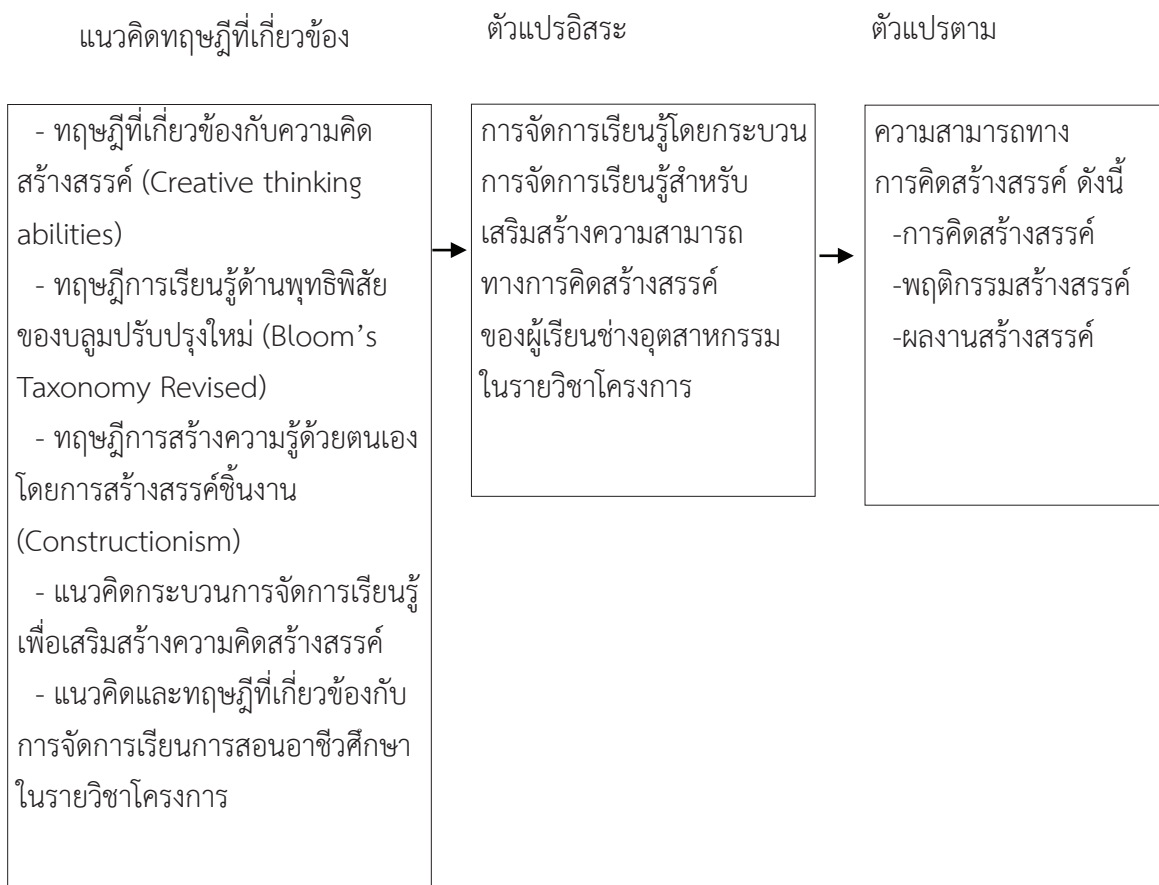 แนวคิดทฤษฎีที่เกี่ยวข้อง
ตัวแปรอิสระ
ตัวแปรตาม
- ทฤษฎีที่เกี่ยวข้องกับความคิด
สร้างสรรค์ (Creative thinking
abilities)
- ทฤษฎีการเรียนรู้ด้านพุทธิพิสัย
ของบลูมปรับปรุงใหม่ (Bloom’s
Taxonomy Revised)
- ทฤษฎีการสร้างความรู้ด้วยตนเอง
โดยการสร้างสรรค์ชิ้นงาน
(Constructionism)
- แนวคิดกระบวนการจัดการเรียนรู้
เพื่อเสริมสร้างความคิดสร้างสรรค์
- แนวคิดและทฤษฎีที่เกี่ยวข้องกับ
การจัดการเรียนการสอนอาชีวศึกษา
ในรายวิชาโครงการ
การจัดการเรียนรู้โดยกระบวน
การจัดการเรียนรู้สำหรับ
เสริมสร้างความสามารถ
ทางการคิดสร้างสรรค์
ของผู้เรียนช่างอุตสาหกรรม
ในรายวิชาโครงการ
ความสามารถทาง
การคิดสร้างสรรค์ ดังนี้
-การคิดสร้างสรรค์
-พฤติกรรมสร้างสรรค์
-ผลงานสร้างสรรค์